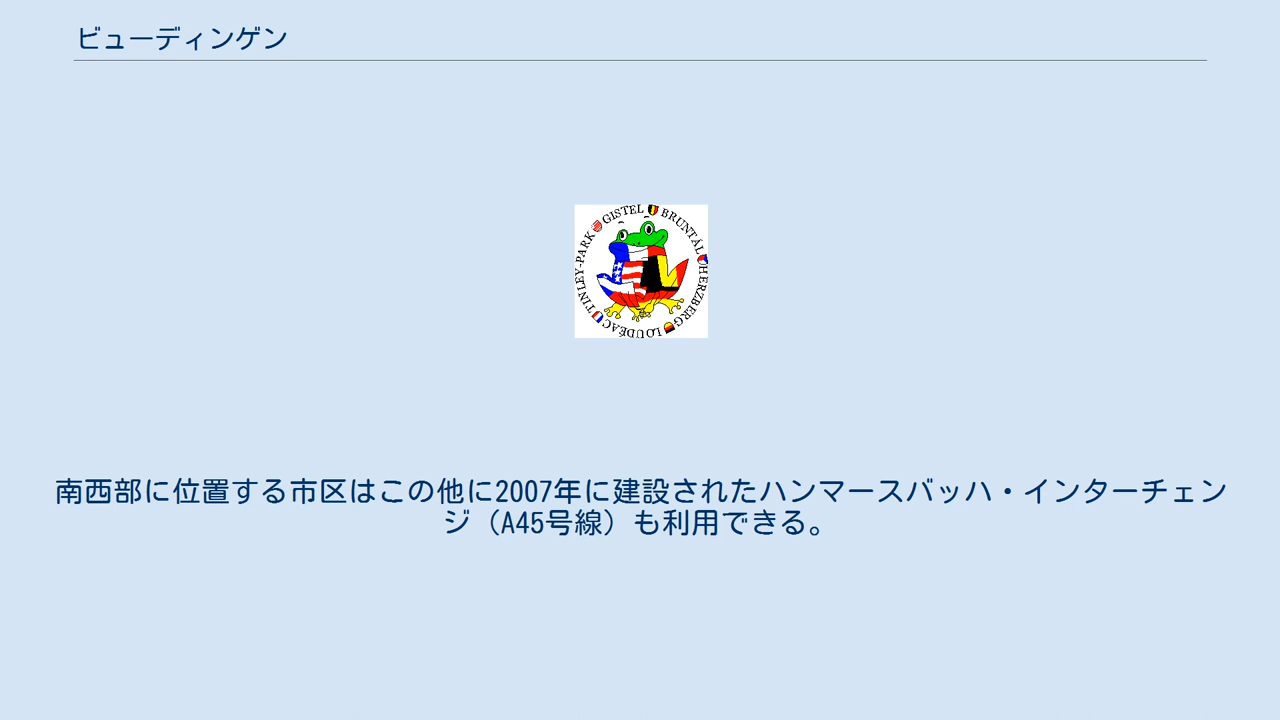 ビューディンゲン
GISTEL BRUNTÁL HERZBERG LOUDÉAC TINLEY-PARK
南西部に位置する市区はこの他に2007年に建設されたハンマースバッハ・インターチェン
ジ（A45号線）も利用できる。